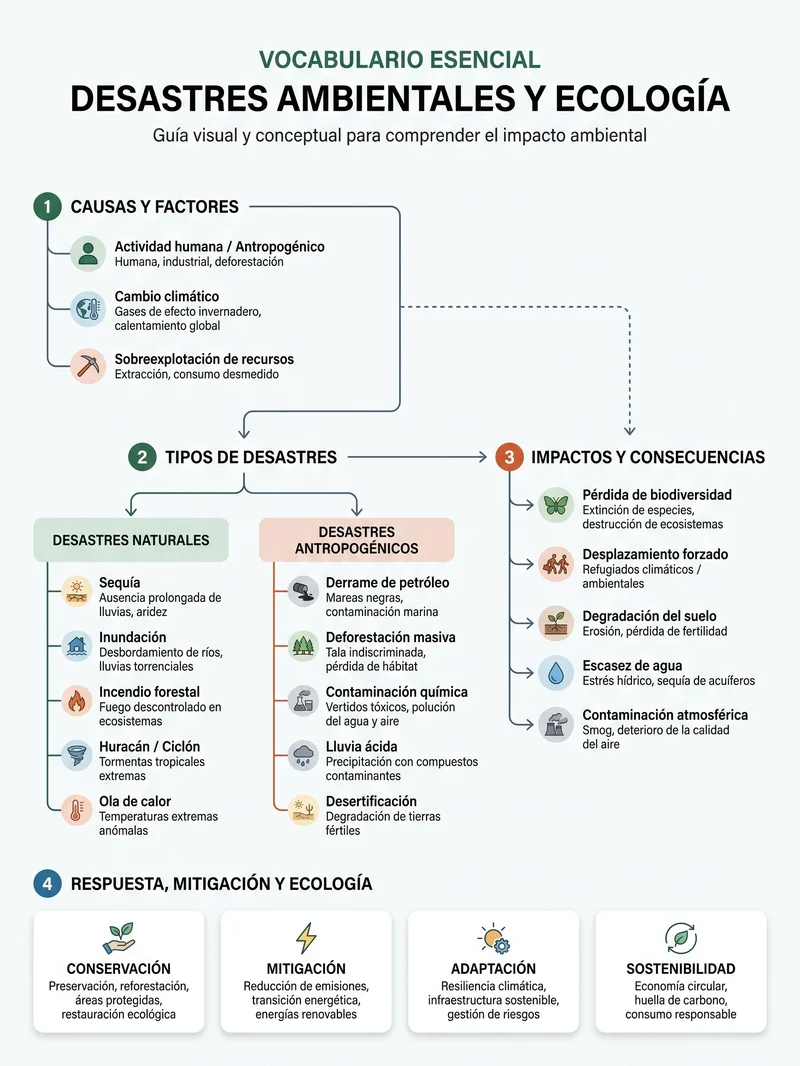 VOCABULARIO ESENCIAL
DESASTRES AMBIENTALES Y ECOLOGÍA
Guía visual y conceptual para comprender el impacto ambiental
1 CAUSAS Y FACTORES
Actividad humana / Antropogénico
Humana, industrial, deforestación
Cambio climático
Gases de efecto invernadero,
calentamiento global
Sobreexplotación de recursos
Extracción, consumo desmedido
2 TIPOS DE DESASTRES
DESASTRES NATURALES
Sequía
Ausencia prolongada de
lluvias, aridez
Inundación
Desbordamiento de ríos,
lluvias torrenciales
Incendio forestal
Fuego descontrolado en
ecosistemas
Huracán / Ciclón
Tormentas tropicales
extremas
Ola de calor
Temperaturas extremas
anómalas
DESASTRES
ANTROPOGÉNICOS
Derrame de petróleo
Mareas negras,
contaminación marina
Deforestación masiva
Tala indiscriminada,
pérdida de hábitat
Contaminación química
Vertidos tóxicos, polución
del agua y aire
Lluvia ácida
Precipitación con compuestos
contaminantes
Desertificación
Degradación de tierras
fértiles
3 IMPACTOS Y CONSECUENCIAS
Pérdida de biodiversidad
Extinción de especies,
destrucción de ecosistemas
Desplazamiento forzado
Refugiados climáticos /
ambientales
Degradación del suelo
Erosión, pérdida de fertilidad
Escasez de agua
Estrés hídrico, sequía de acuíferos
Contaminación atmosférica
Smog, deterioro de la calidad
del aire
4 RESPUESTA, MITIGACIÓN Y ECOLOGÍA
CONSERVACIÓN
Preservación, reforestación,
áreas protegidas,
restauración ecológica
MITIGACIÓN
Reducción de emisiones,
transición energética,
energías renovables
ADAPTACIÓN
Resiliencia climática,
infraestructura sostenible,
gestión de riesgos
SOSTENIBILIDAD
Economía circular,
huella de carbono,
consumo responsable